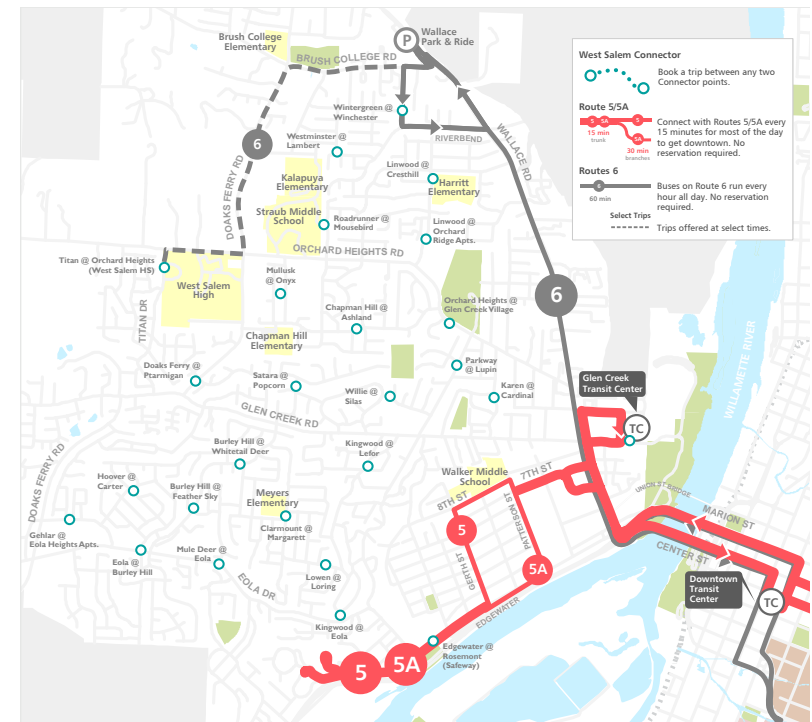 Brush College
Elementary
BRUSH COLLEGE RD
P
Wallace
Park & Ride
Wintergreen @
Winchester
RIVERBEND
WALLACE RD
6
DOAKS FERRY RD
Westminster @
Lambert
Kalapuya
Elementary
Linwood @
Cresthill
Harritt
Elementary
Straub Middle
School
Roadrunner @
Mousebird
Linwood @
Orchard
Ridge Apts.
ORCHARD HEIGHTS RD
Titan @ Orchard Heights
(West Salem HS)
West Salem
High
TITAN DR
Mullusk
@ Onyx
Chapman Hill @
Ashland
Orchard Heights @
Glen Creek Village
6
Chapman Hill
Elementary
Doaks Ferry @
Ptarmigan
Satara @
Popcorn
Willie @
Silas
Parkway
@ Lupin
Karen @
Cardinal
Glen Creek
Transit Center
TC
GLEN CREEK RD
Burley Hill @
Whitetail Deer
Kingwood @
Lefor
DOAKS FERRY RD
Hoover @
Carter
Burley Hill @
Feather Sky
Meyers
Elementary
Clarmount @
Margarett
Walker Middle
School
7TH ST
8TH ST
PATTERSON ST
GERTH ST
5
5A
EDGEWATER
UNION ST BRIDGE
MARION ST
CENTER ST
WILLAMETTE RIVER
Downtown
Transit
Center
TC
Gehlar @
Eola Heights Apts.
Eola @
Burley Hill
Mule Deer @
Eola
EOLA DR
Lowen @
Loring
Kingwood @
Eola
Edgewater @
Rosemont
(Safeway)
5
5A
West Salem Connector
Book a trip between any two
Connector points.
Route 5/5A
5
5A
5
5A
15 min
trunk
30 min
branches
Connect with Routes 5/5A every
15 minutes for most of the day
to get downtown. No
reservation required.
Routes 6
6
60 min
Buses on Route 6 run every
hour all day. No reservation
required.
Select Trips
Trips offered at select times.